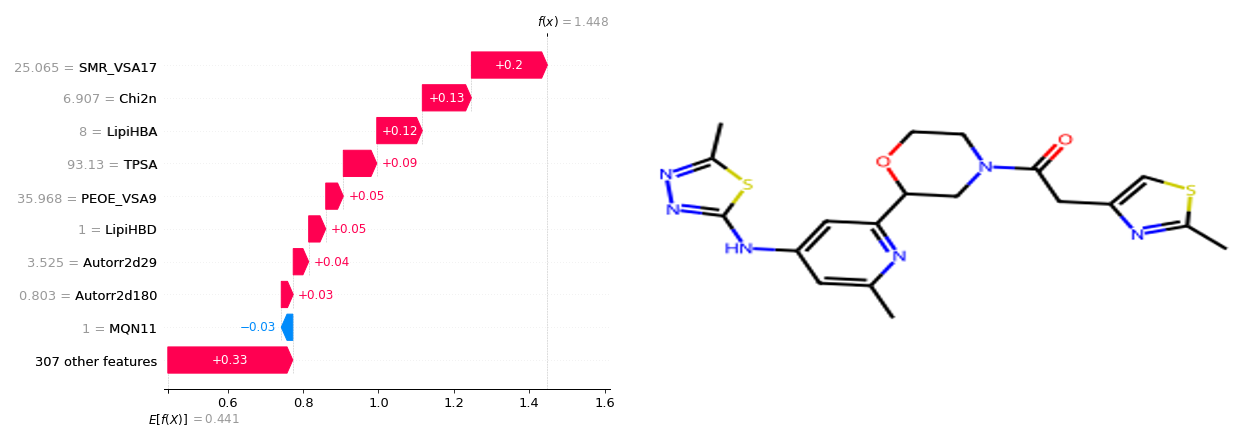 f(x) = 1.448
25.065 = SMR_VSA17
+0.2
6.907 = Chi2n
+0.13
8 = LipiHBA
+0.12
93.13 = TPSA
+0.09
35.968 = PEOE_VSA9
+0.05
1 = LipiHBD
+0.05
3.525 = Autorr2d29
+0.04
0.803 = Autorr2d180
+0.03
1 = MQN11
−0.03
307 other features
+0.33
0.6 0.8 1.0 1.2 1.4 1.6
E[f(X)] = 0.441
O
O
N
N
S
S
N
N
HN
N